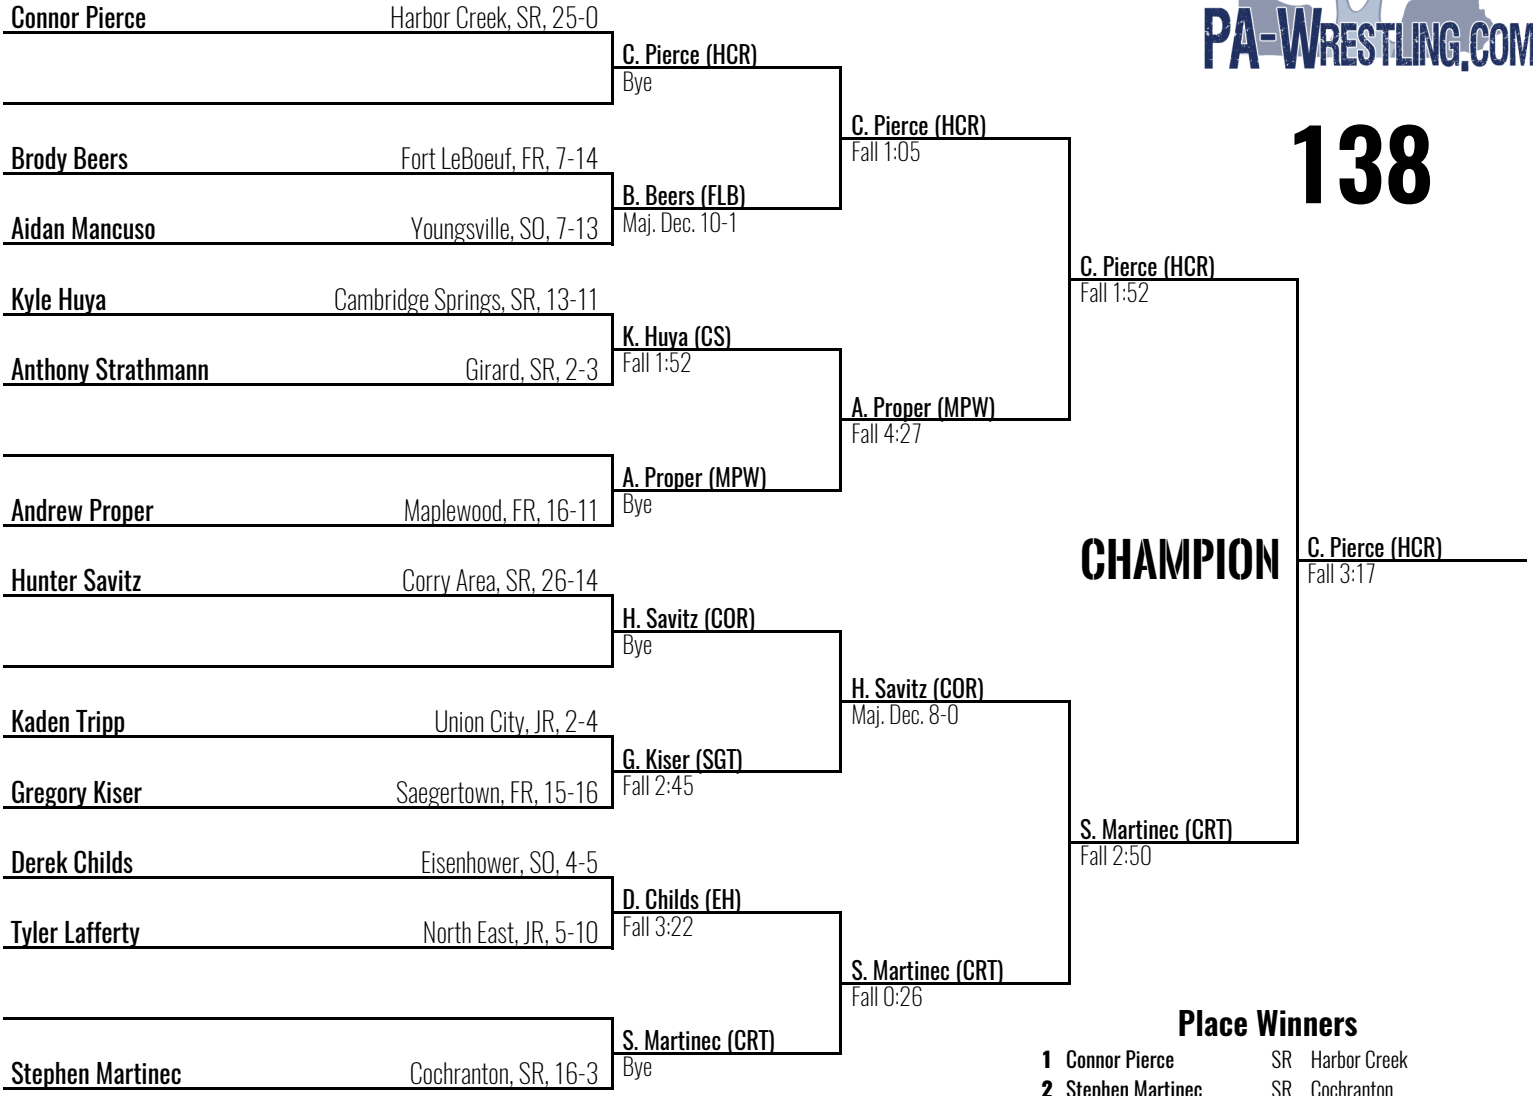 Connor Pierce Harbor Creek, SR, 25-0
PA-WRESTLING.COM
C. Pierce (HCR)
Bye
138
C. Pierce (HCR)
Fall 1:05
Brody Beers Fort LeBoeuf, FR, 7-14
B. Beers (FLB)
Maj. Dec. 10-1
Aidan Mancuso Youngsville, SO, 7-13
C. Pierce (HCR)
Fall 1:52
Kyle Huya Cambridge Springs, SR, 13-11
K. Huya (CS)
Fall 1:52
Anthony Strathmann Girard, SR, 2-3
A. Proper (MPW)
Fall 4:27
A. Proper (MPW)
Bye
Andrew Proper Maplewood, FR, 16-11
CHAMPION
C. Pierce (HCR)
Fall 3:17
Hunter Savitz Corry Area, SR, 26-14
H. Savitz (COR)
Bye
H. Savitz (COR)
Maj. Dec. 8-0
Kaden Tripp Union City, JR, 2-4
G. Kiser (SGT)
Fall 2:45
Gregory Kiser Saegertown, FR, 15-16
S. Martinec (CRT)
Fall 2:50
Derek Childs Eisenhower, SO, 4-5
D. Childs (EH)
Fall 3:22
Tyler Lafferty North East, JR, 5-10
S. Martinec (CRT)
Fall 0:26
S. Martinec (CRT)
Bye
Stephen Martinec Cochranton, SR, 16-3
Place Winners
1 Connor Pierce SR Harbor Creek
2 Stephen Martinec SR Cochranton